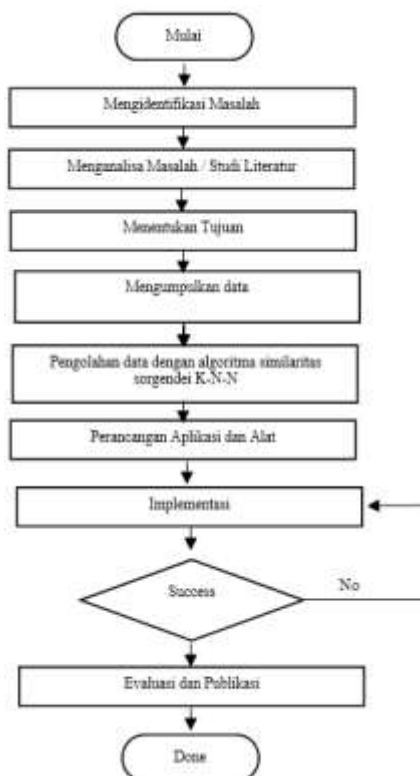 Mulai
Mengidentifikasi Masalah
Menganalisa Masalah / Studi Literatur
Menentukan Tujuan
Mengumpulkan data
Pengolahan data dengan algoritma similaritas
sorgendei K-N-N
Perancangan Aplikasi dan Alat
Implementasi
Success
No
Evaluasi dan Publikasi
Done